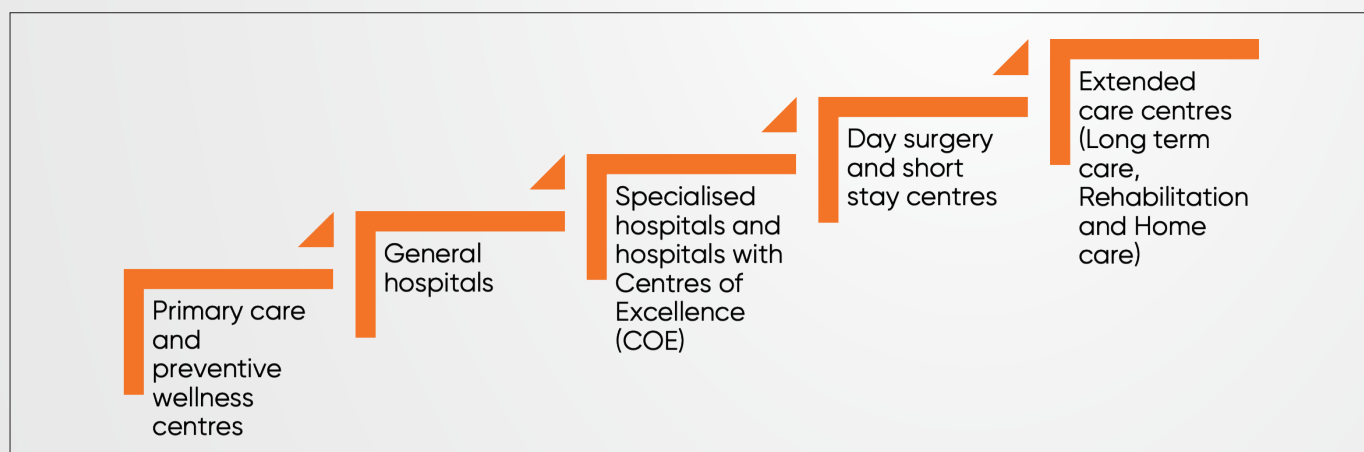 Primary care
and
preventive
wellness
centres
General
hospitals
Specialised
hospitals and
hospitals with
Centres of
Excellence
(COE)
Day surgery
and short
stay centres
Extended
care centres
(Long term
care,
Rehabilitation
and Home
care)